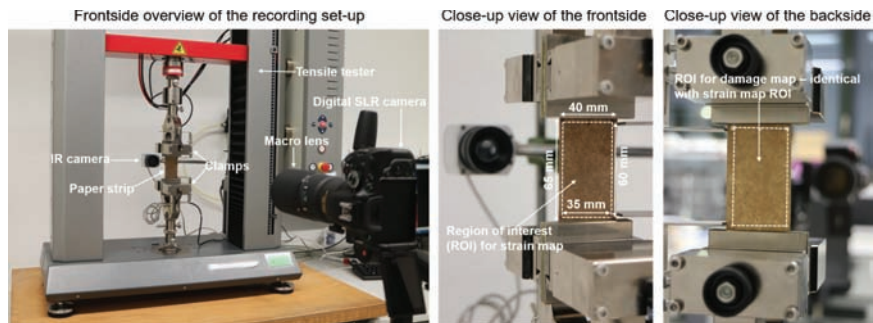 Frontside overview of the recording set-up
Tensile tester
Digital SLR camera
Macro lens
IR camera
Clamps
Paper strip
Close-up view of the frontside
40 mm
65 mm
60 mm
35 mm
Region of interest
(ROI) for strain map
Close-up view of the backside
ROI for damage map – identical
with strain map ROI